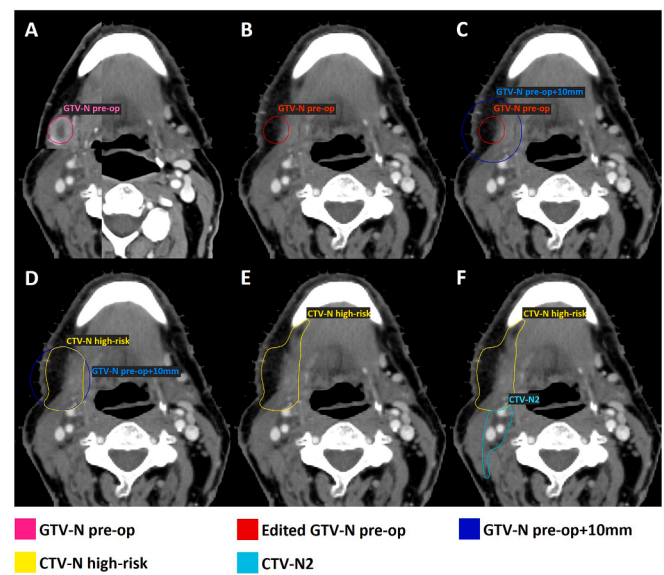 A
B
C
GTV-N pre-op
GTV-N pre-op
GTV-N pre-op+10mm
GTV-N pre-op
D
E
F
CTV-N high-risk
GTV-N pre-op+10mm
CTV-N high-risk
CTV-N high-risk
CTV-N2
GTV-N pre-op
Edited GTV-N pre-op
GTV-N pre-op+10mm
CTV-N high-risk
CTV-N2